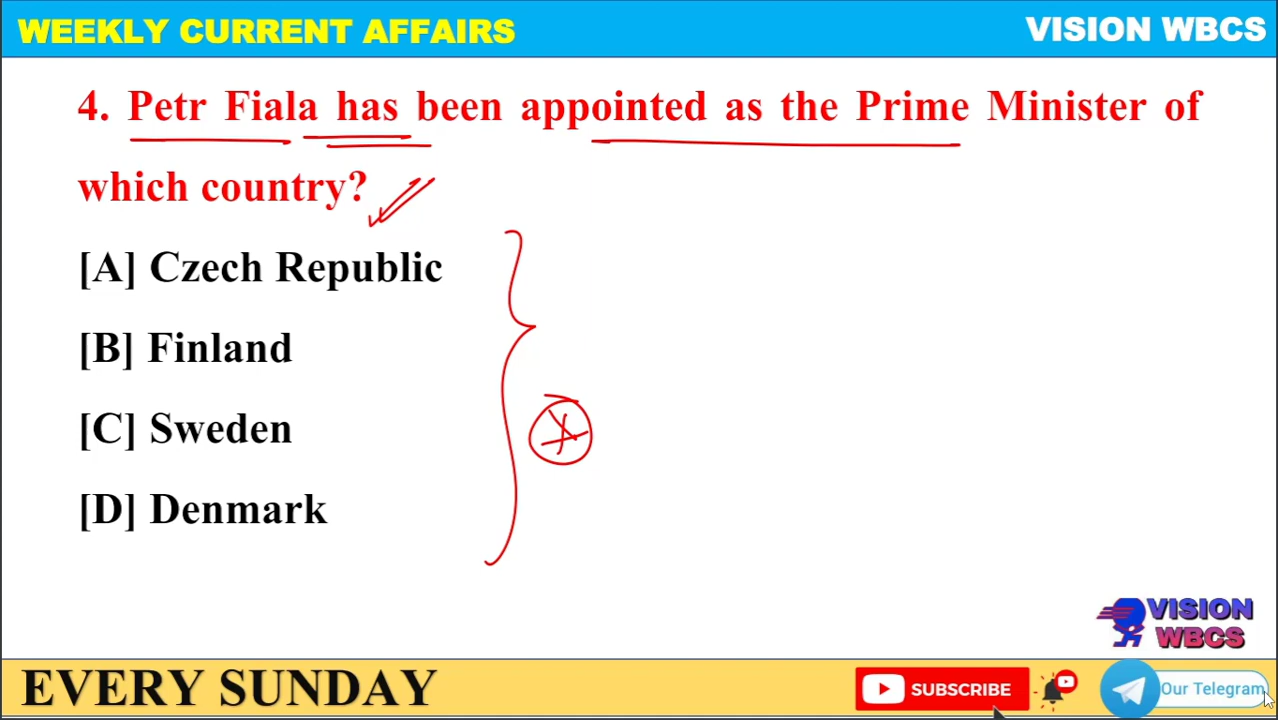 WEEKLY CURRENT AFFAIRS
VISION WBCS
4. Petr Fiala has been appointed as the Prime Minister of
which country?
[A] Czech Republic
[B] Finland
[C] Sweden
[D] Denmark
VISION
WBCS
EVERY SUNDAY
SUBSCRIBE
Our Telegram